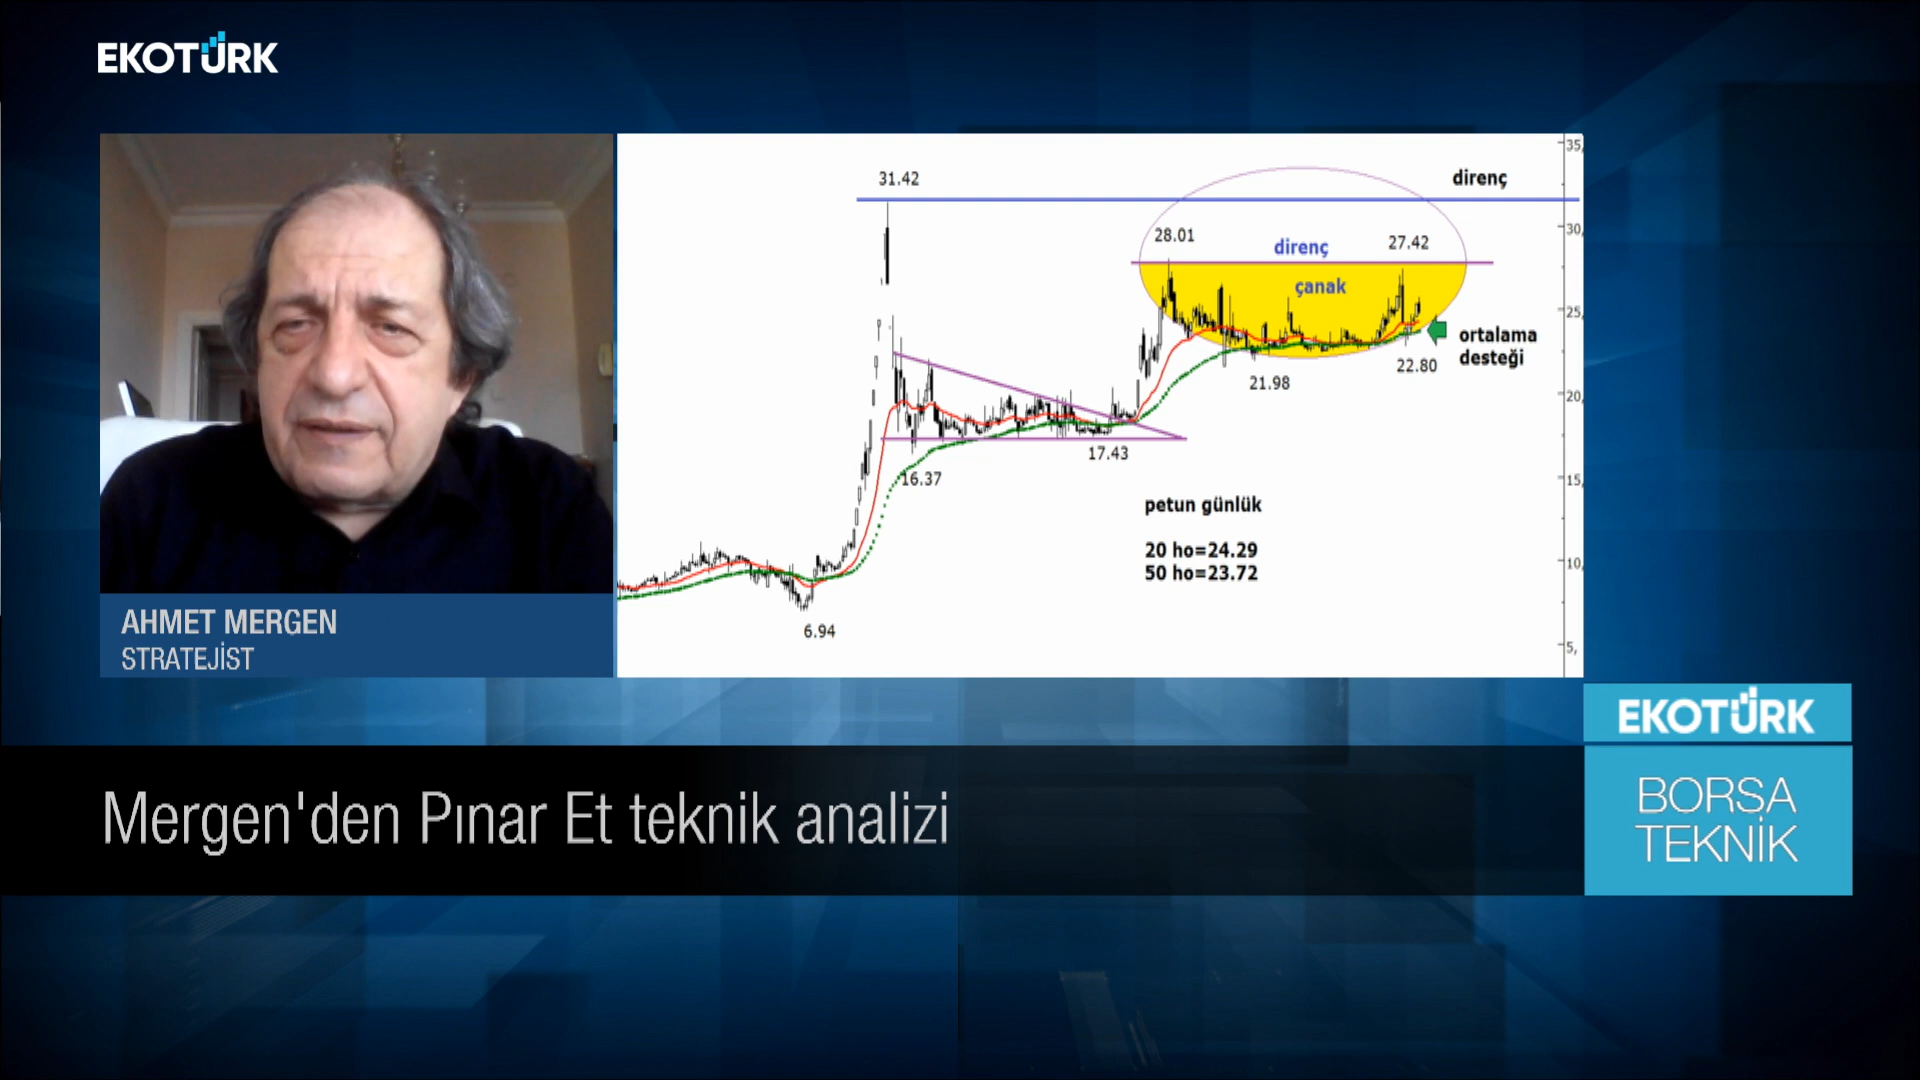 EKOTÜRK
31.42
direnç
28.01
direnç
27.42
çanak
ortalama
desteği
22.80
21.98
17.43
16.37
petun günlük
20 ho=24.29
50 ho=23.72
6.94
35,
30,
25,
20,
15,
10,
5,
AHMET MERGEN
STRATEJİST
EKOTÜRK
BORSA
TEKNİK
Mergen'den Pınar Et teknik analizi